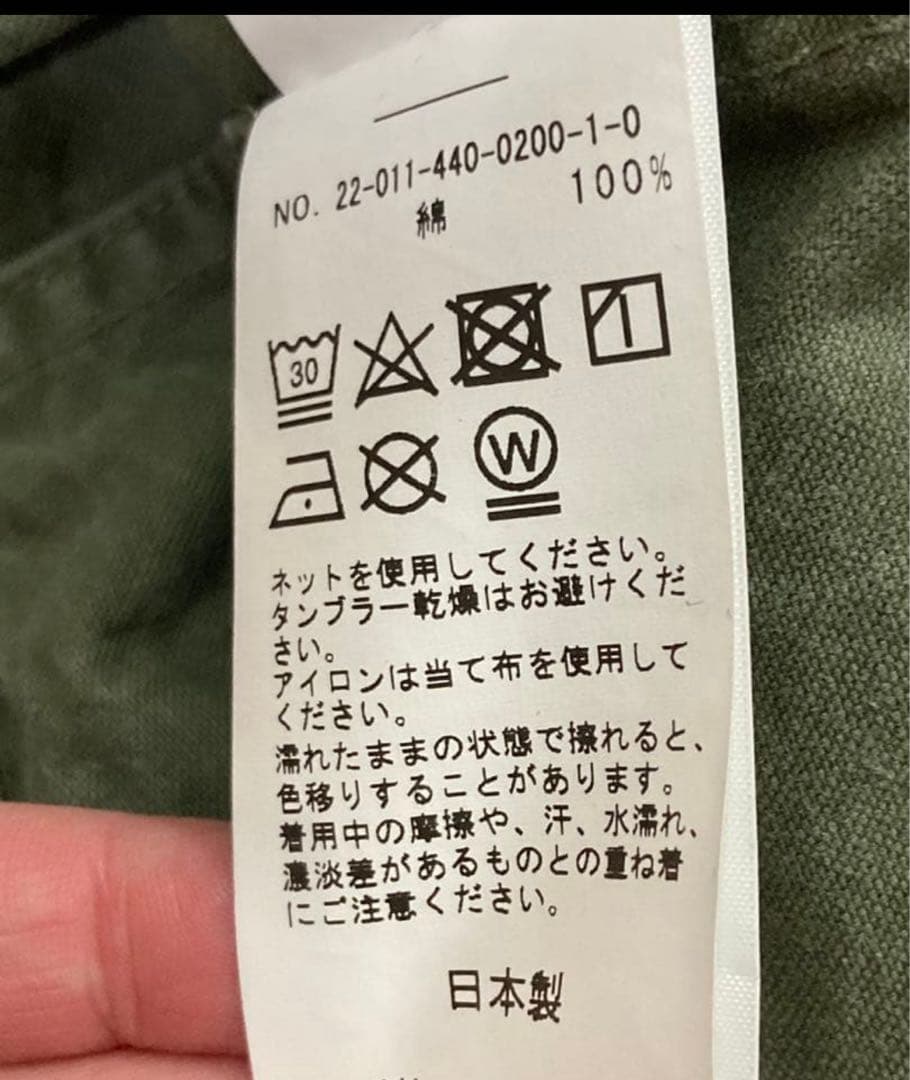 NO. 22-011-440-0200-1-0
綿 100%
30
W
ネットを使用してください。
タンブラー乾燥はお避けくだ
さい。
アイロンは当て布を使用して
ください。
濡れたままの状態で擦れると、
色移りすることがあります。
着用中の摩擦や、汗、水濡れ、
濃淡差があるものとの重ね着
にご注意ください。
日本製